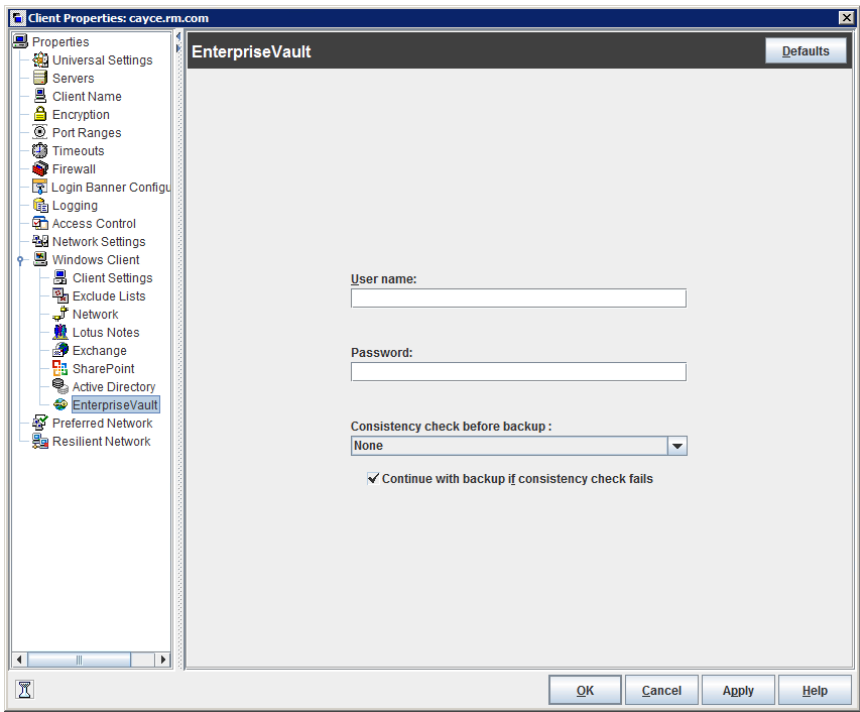 Client Properties: cayce.rm.com
Properties
Universal Settings
Servers
Client Name
Encryption
Port Ranges
Timeouts
Firewall
Login Banner Configu
Logging
Access Control
Network Settings
Windows Client
Client Settings
Exclude Lists
Network
Lotus Notes
Exchange
SharePoint
Active Directory
EnterpriseVault
Preferred Network
Resilient Network
EnterpriseVault
Defaults
User name:
Password:
Consistency check before backup :
None
Continue with backup if consistency check fails
OK
Cancel
Apply
Help